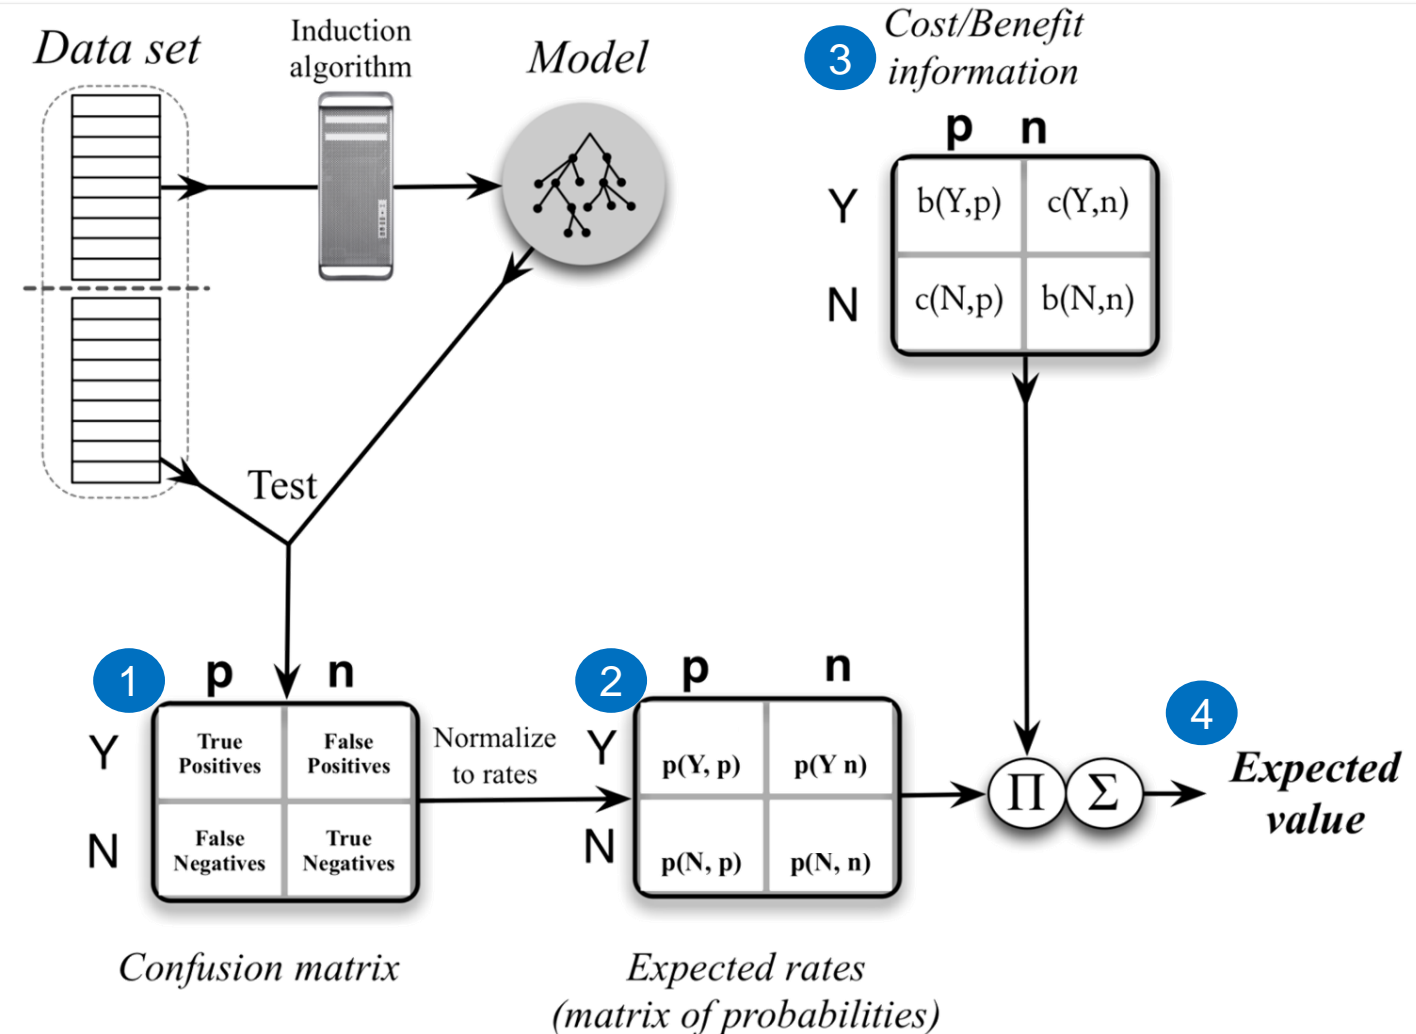 Data set
Induction
algorithm
Model
3
Cost/Benefit
information
p n
Y
b(Y,p) c(Y,n)
N
c(N,p) b(N,n)
Test
1
p n
Y
True
Positives
False
Positives
N
False
Negatives
True
Negatives
Confusion matrix
Normalize
to rates
2
p n
Y
p(Y, p) p(Y n)
N
p(N, p) p(N, n)
Expected rates
(matrix of probabilities)
Π Σ
4
Expected
value